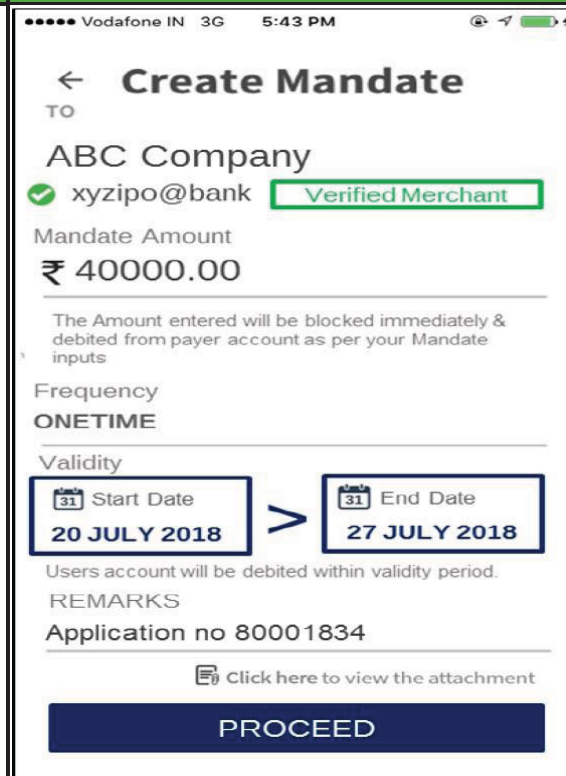 Vodafone IN 3G 5:43 PM
← Create Mandate
TO
ABC Company
xyzipo@bank Verified Merchant
Mandate Amount
₹ 40000.00
The Amount entered will be blocked immediately &
debited from payer account as per your Mandate
inputs
Frequency
ONETIME
Validity
31 Start Date > 31 End Date
20 JULY 2018 27 JULY 2018
Users account will be debited within validity period.
REMARKS
Application no 80001834
Click here to view the attachment
PROCEED